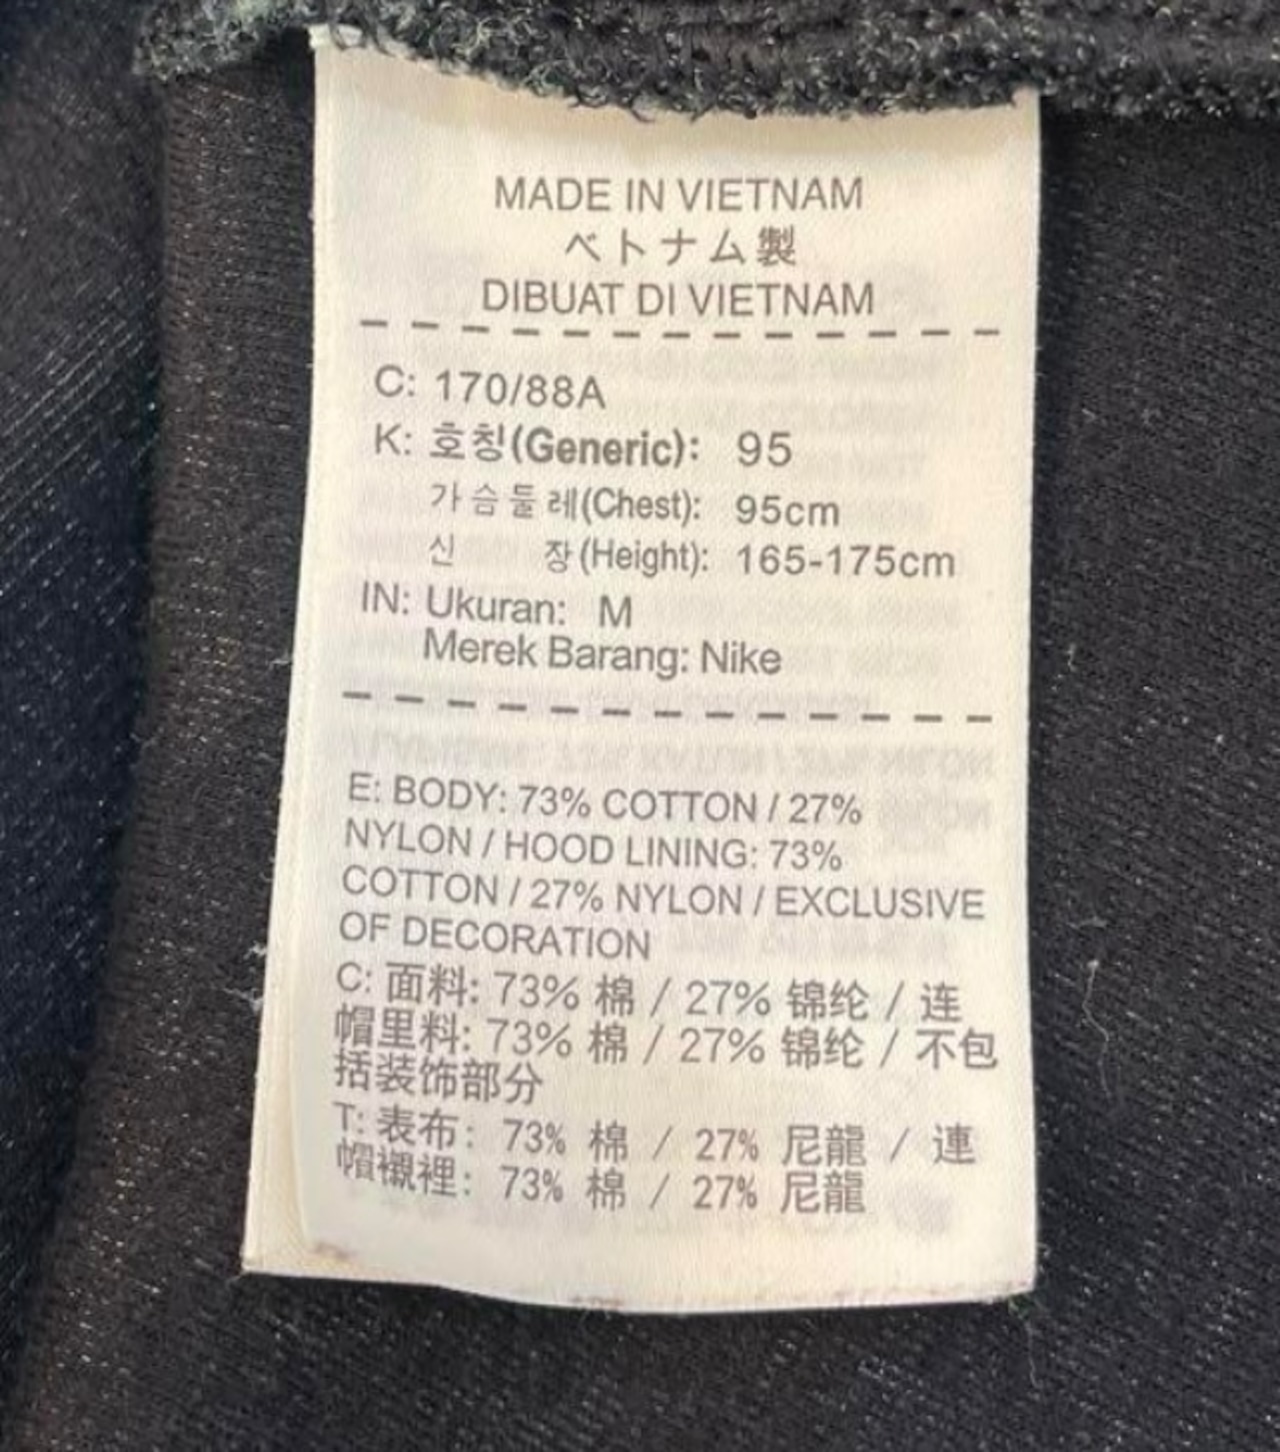 MADE IN VIETNAM
ベトナム製
DIBUAT DI VIETNAM
C: 170/88A
K: 호칭(Generic): 95
가슴둘레(Chest): 95cm
신 장(Height): 165-175cm
IN: Ukuran: M
Merek Barang: Nike
E: BODY: 73% COTTON / 27%
NYLON / HOOD LINING: 73%
COTTON / 27% NYLON / EXCLUSIVE
OF DECORATION
C: 面料: 73% 棉 / 27% 锦纶 / 连
帽里料: 73% 棉 / 27% 锦纶 / 不包
括装饰部分
T: 表布: 73% 棉 / 27% 尼龍 / 連
帽襯裡: 73% 棉 / 27% 尼龍